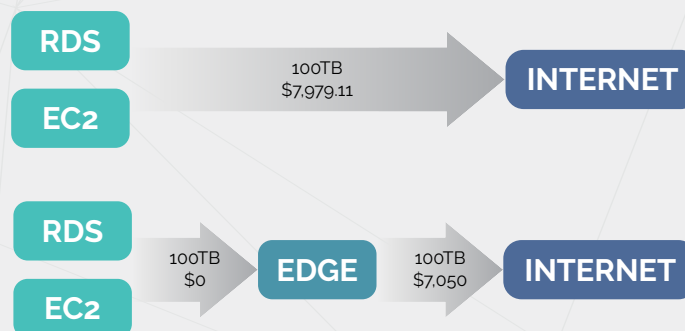 RDS
EC2
100TB
$7,979.11
INTERNET
RDS
EC2
100TB
$0
EDGE
100TB
$7,050
INTERNET